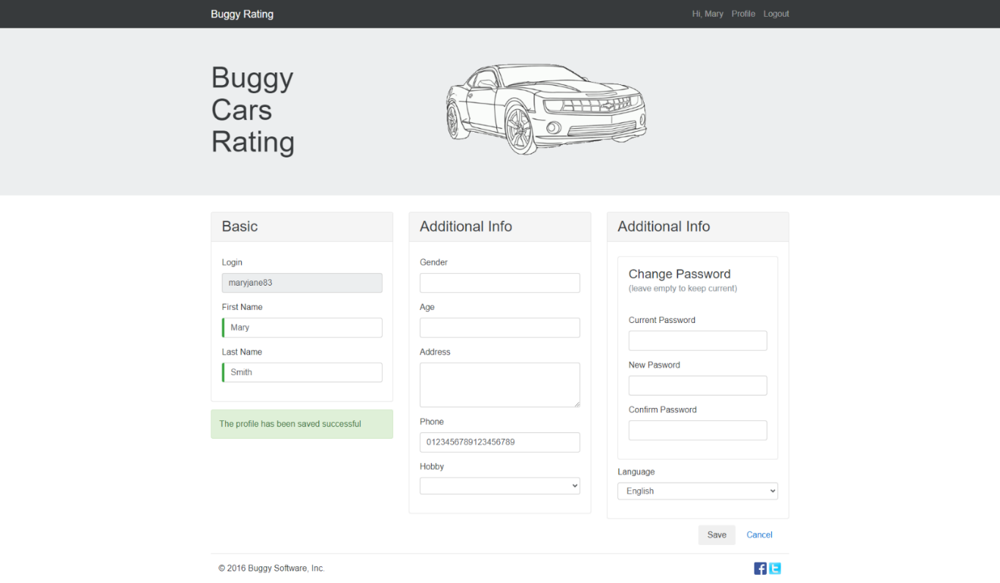 Buggy Rating
Hi, Mary Profile Logout
Buggy
Cars
Rating
Basic
Login
maryjane83
First Name
Mary
Last Name
Smith
The profile has been saved successful
Additional Info
Gender
Age
Address
Phone
0123456789123456789
Hobby
Additional Info
Change Password
(leave empty to keep current)
Current Password
New Pasword
Confirm Password
Language
English
Save Cancel
© 2016 Buggy Software, Inc.